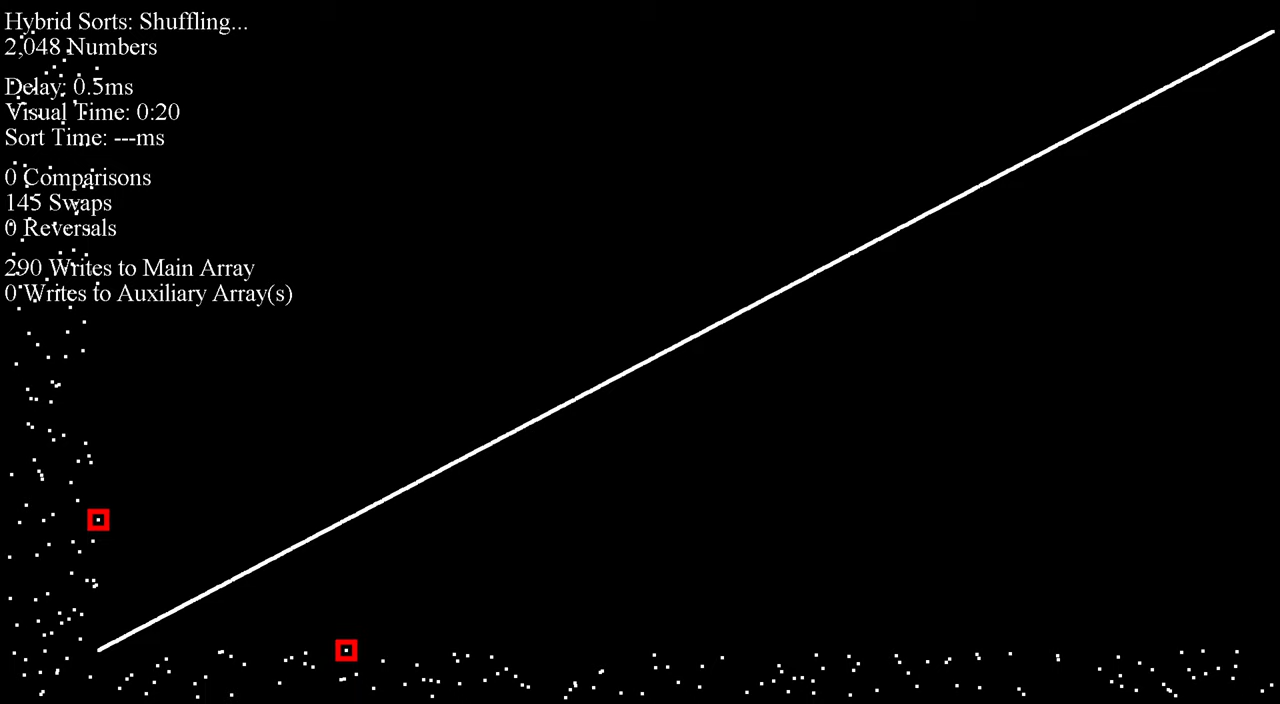 Hybrid Sorts: Shuffling...
2,048 Numbers
Delay: 0.5ms
Visual Time: 0:20
Sort Time: ---ms
0 Comparisons
145 Swaps
0 Reversals
290 Writes to Main Array
0 Writes to Auxiliary Array(s)